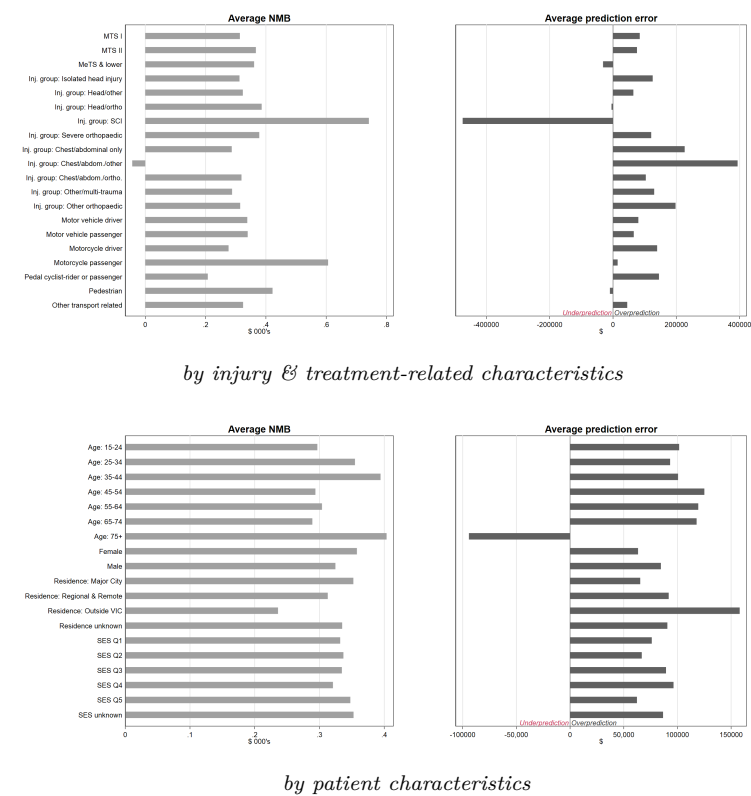 Average NMB
MTS I
MTS II
MeTS & lower
Inj. group: Isolated head injury
Inj. group: Head/other
Inj. group: Head/ortho
Inj. group: SCI
Inj. group: Severe orthopaedic
Inj. group: Chest/abdominal only
Inj. group: Chest/abdom./other
Inj. group: Chest/abdom./ortho.
Inj. group: Other/multi-trauma
Inj. group: Other orthopaedic
Motor vehicle driver
Motor vehicle passenger
Motorcycle driver
Motorcycle passenger
Pedal cyclist-rider or passenger
Pedestrian
Other transport related
0 .2 .4 .6 .8
$ 000's
Average prediction error
Underprediction Overprediction
-400000 -200000 0 200000 400000
$
by injury & treatment-related characteristics
Average NMB
Age: 15-24
Age: 25-34
Age: 35-44
Age: 45-54
Age: 55-64
Age: 65-74
Age: 75+
Female
Male
Residence: Major City
Residence: Regional & Remote
Residence: Outside VIC
Residence unknown
SES Q1
SES Q2
SES Q3
SES Q4
SES Q5
SES unknown
0 .1 .2 .3 .4
$ 000's
Average prediction error
Underprediction Overprediction
-100000 -50,000 0 50,000 100000 150000
$
by patient characteristics